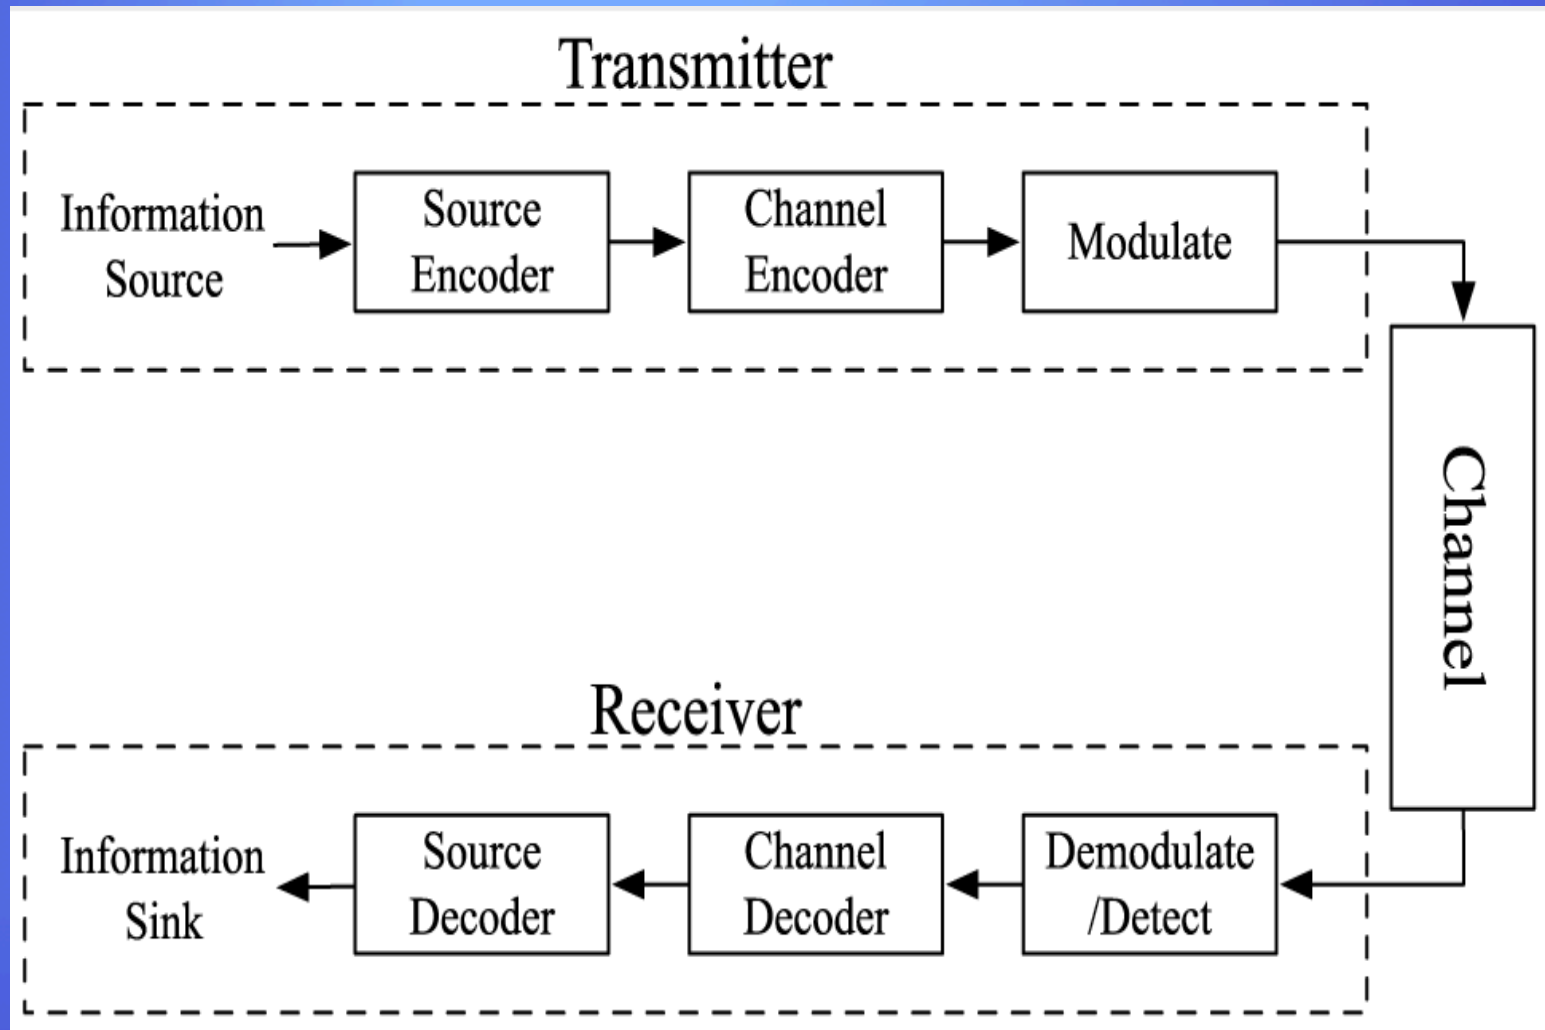 Transmitter
Information
Source
Source
Encoder
Channel
Encoder
Modulate
Channel
Receiver
Information
Sink
Source
Decoder
Channel
Decoder
Demodulate
/Detect